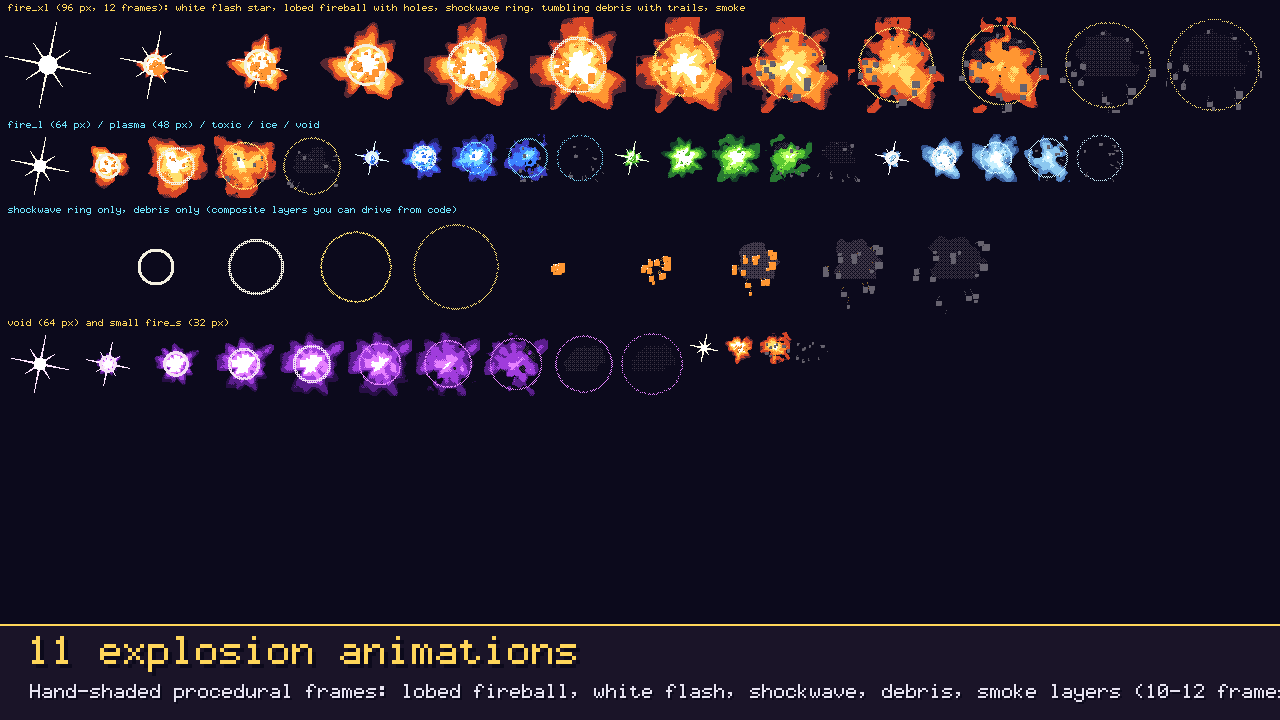 fire_xl (96 px, 12 frames): white flash star, lobed fireball with holes, shockwave ring, tumbling debris with trails, smoke
fire_l (64 px) / plasma (48 px) / toxic / ice / void
shockwave ring only, debris only (composite layers you can drive from code)
void (64 px) and small fire_s (32 px)
11 explosion animations
Hand-shaded procedural frames: lobed fireball, white flash, shockwave, debris, smoke layers (10-12 frame